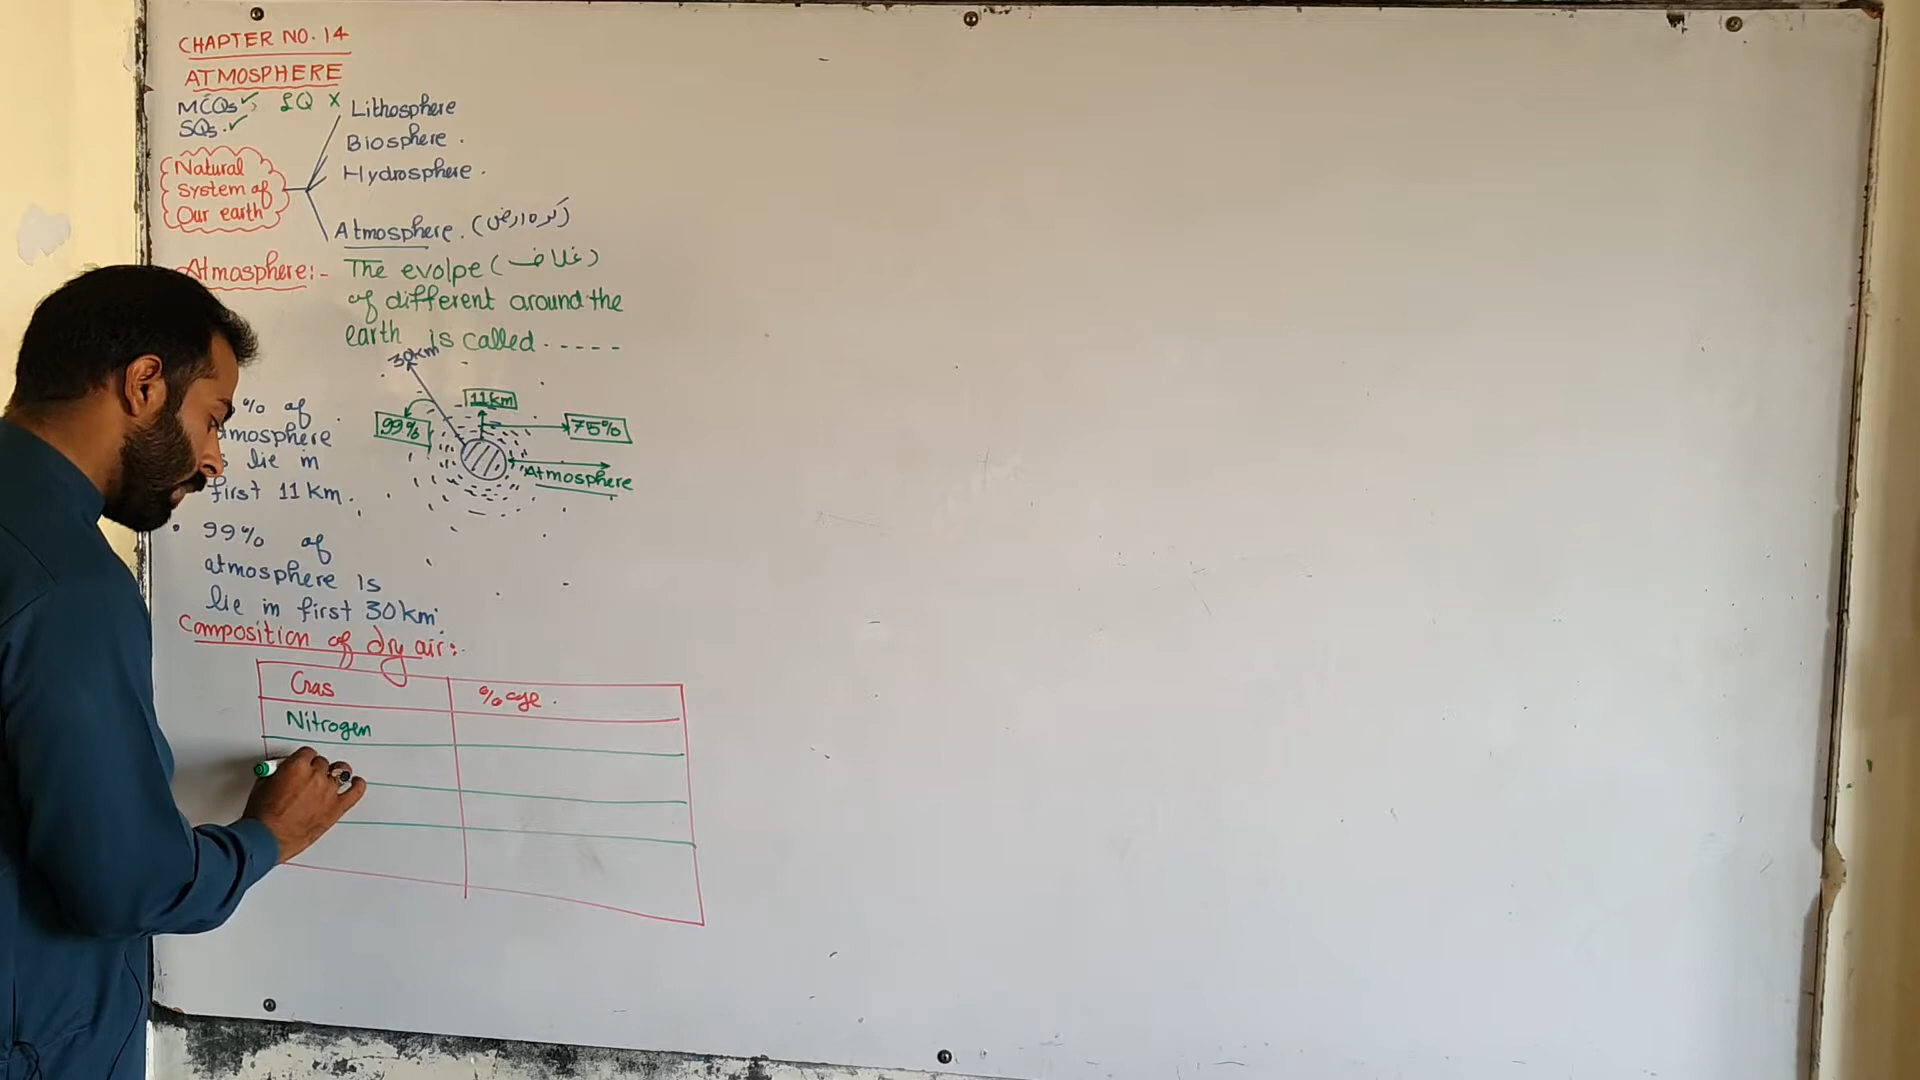 CHAPTER NO. 14
ATMOSPHERE
MCQs ✓, LQ X
SQs. ✓
Lithosphere
Biosphere.
Hydrosphere.
Atmosphere. (کرہ ارض)
Natural
system of
Our earth
Atmosphere:- The evolpe (غلاف)
of different around the
earth is called - - - - -
30km
11km
99%
75%
Atmosphere
% of
lie in
first 11 km.
• 99% of
atmosphere is
lie in first 30 km.
Composition of dry air:-
Gas %age.
Nitrogen